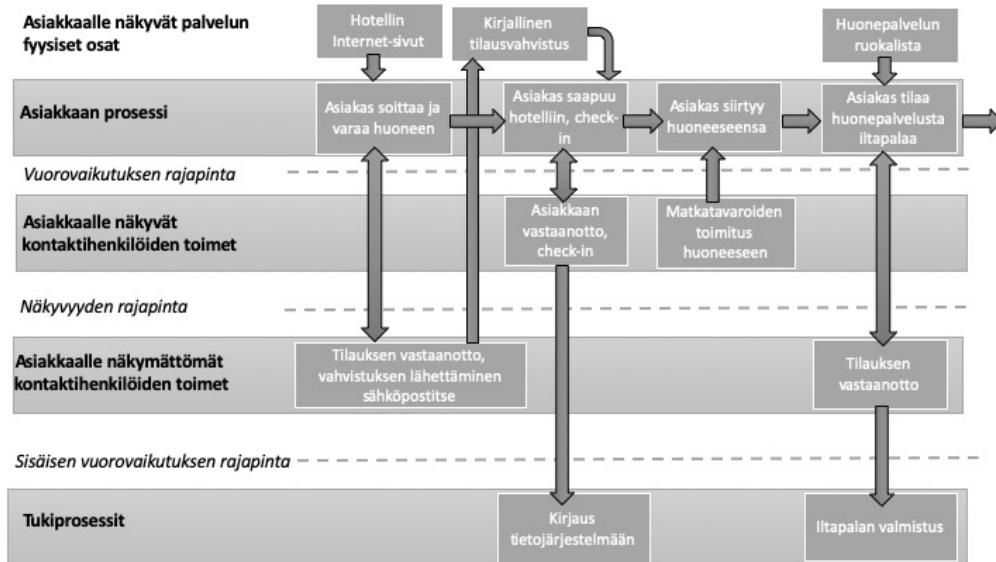 Asiakkaalle näkyvät palvelun
fyysiset osat
Hotellin
Internet-sivut
Kirjallinen
tilausvahvistus
Huonepalvelun
ruokalista
Asiakkaan prosessi
Asiakas soittaa ja
varaa huoneen
Asiakas saapuu
hotelliin, check-
in
Asiakas siirtyy
huoneeseensa
Asiakas tilaa
huonepalvelusta
iltapalaa
Vuorovaikutuksen rajapinta
Asiakkaalle näkyvät
kontaktihenkilöiden toimet
Asiakkaan
vastaanotto,
check-in
Matkatavaroiden
toimitus
huoneeseen
Näkyvyyden rajapinta
Asiakkaalle näkymättömät
kontaktihenkilöiden toimet
Tilauksen vastaanotto,
vahvistuksen lähettäminen
sähköpostitse
Tilauksen
vastaanotto
Sisäisen vuorovaikutuksen rajapinta
Tukiprosessit
Kirjaus
tietojärjestelmään
Iltapalan valmistus